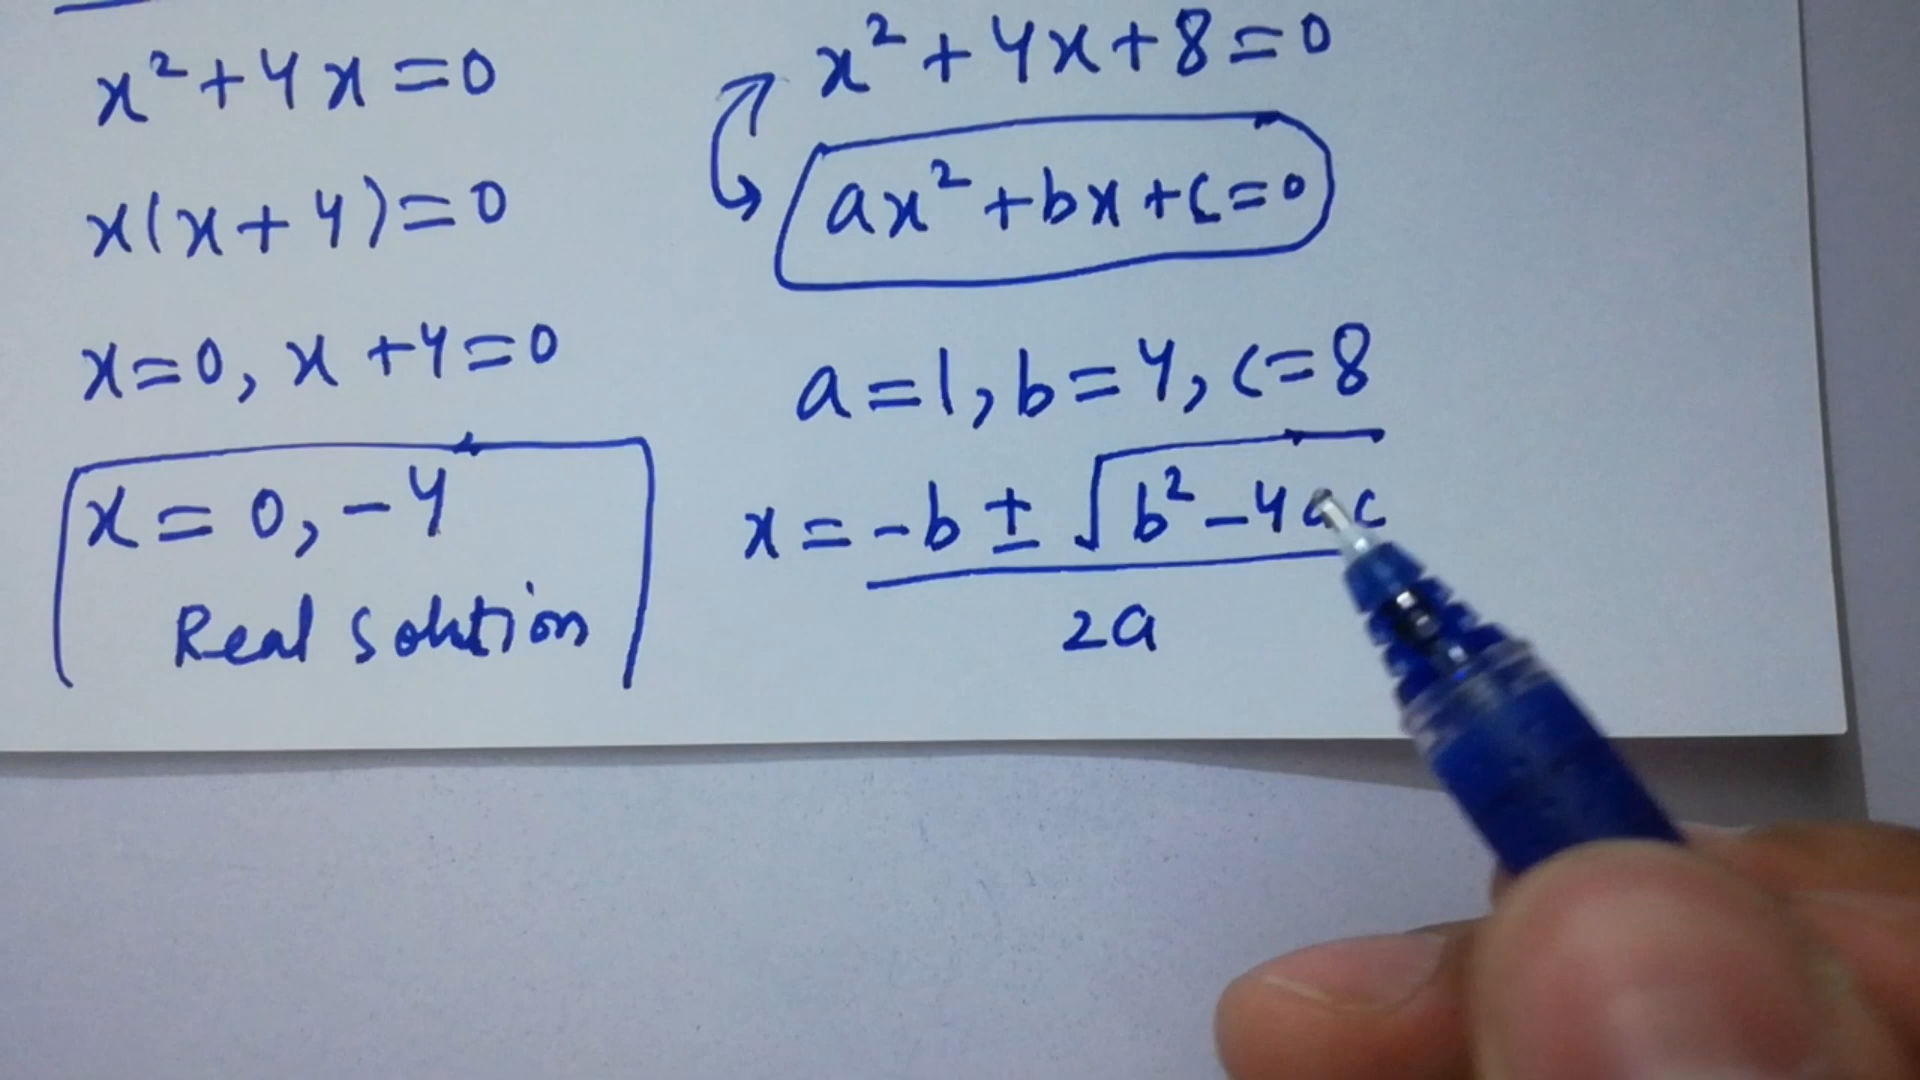 x² + 4x = 0
x(x + 4) = 0
x = 0, x + 4 = 0
x = 0, -4
Real Solution
x² + 4x + 8 = 0
ax² + bx + c = 0
a = 1, b = 4, c = 8
x = -b ± √b² - 4ac
2a